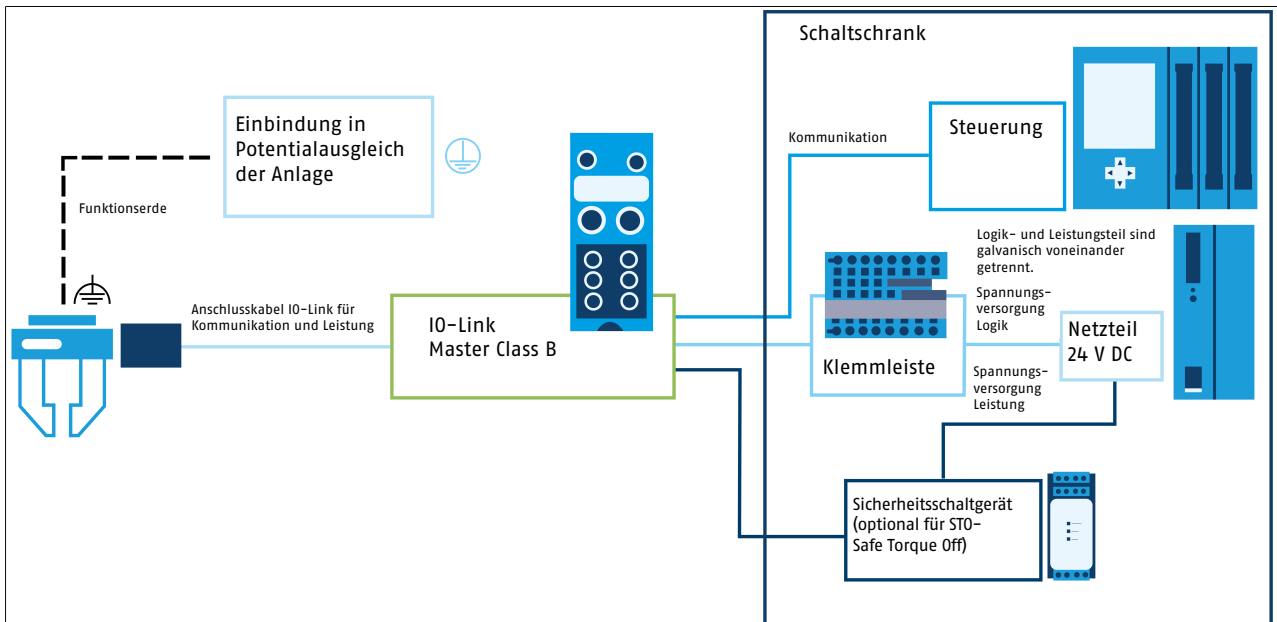 Schaltschrank
Einbindung in
Potentialausgleich
der Anlage
Funktionserde
Kommunikation
Steuerung
Logik- und Leistungsteil sind
galvanisch voneinander
getrennt.
Anschlusskabel IO-Link für
Kommunikation und Leistung
IO-Link
Master Class B
Klemmleiste
Spannungs-
versorgung
Logik
Netzteil
24 V DC
Spannungs-
versorgung
Leistung
Sicherheitsschaltgerät
(optional für STO-
Safe Torque Off)